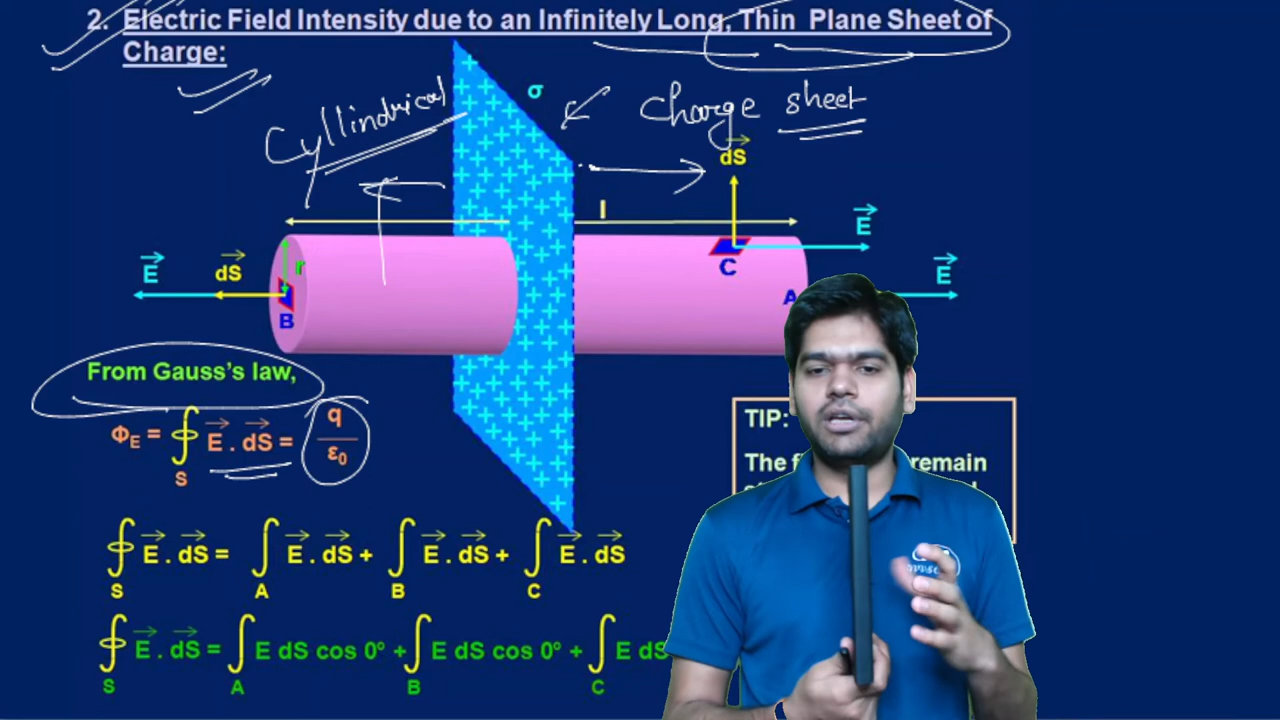 2. Electric Field Intensity due to an Infinitely Long, Thin Plane Sheet of
Charge:
Cyllindrical
σ
Charge sheet
dS
l
E
E
dS
r
C
E
B
A
From Gauss's law,
Φ_E = ∮_S E . dS = q/ε₀
TIP:
The remain
∮_S E . dS = ∫_A E . dS + ∫_B E . dS + ∫_C E . dS
∮_S E . dS = ∫_A E dS cos 0° + ∫_B E dS cos 0° + ∫_C E dS